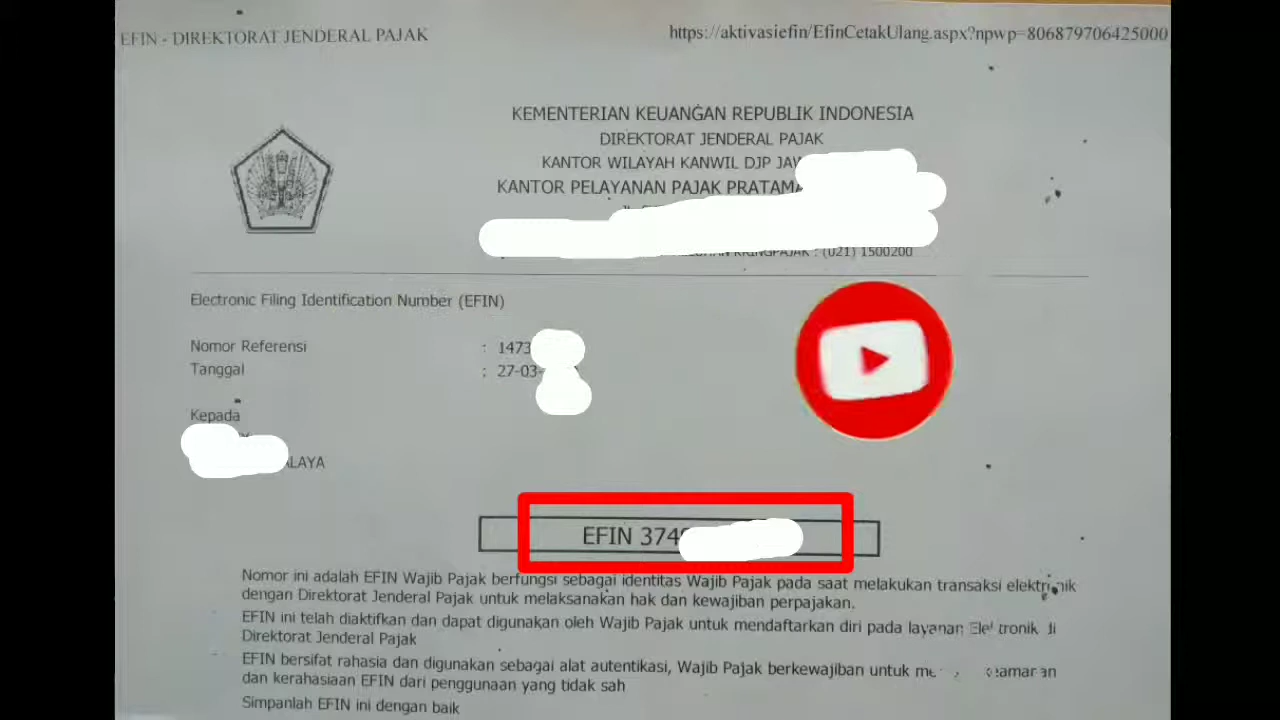 EFIN - DIREKTORAT JENDERAL PAJAK
https://aktivasiefin/EfinCetakUlang.aspx?npwp=806879706425000
KEMENTERIAN KEUANGAN REPUBLIK INDONESIA
DIREKTORAT JENDERAL PAJAK
KANTOR WILAYAH KANWIL DJP
KANTOR PELAYANAN PAJAK PRATAMA
: (021) 1500200
Electronic Filing Identification Number (EFIN)
Nomor Referensi : 1473
Tanggal : 27-03-
Kepada
ALAYA
EFIN 374
Nomor ini adalah EFIN Wajib Pajak berfungsi sebagai identitas Wajib Pajak pada saat melakukan transaksi elektronik
dengan Direktorat Jenderal Pajak untuk melaksanakan hak dan kewajiban perpajakan.
EFIN ini telah diaktifkan dan dapat digunakan oleh Wajib Pajak untuk mendaftarkan diri pada layanan Elektronik di
Direktorat Jenderal Pajak
EFIN bersifat rahasia dan digunakan sebagai alat autentikasi, Wajib Pajak berkewajiban untuk
dan kerahasiaan EFIN dari penggunaan yang tidak sah
Simpanlah EFIN ini dengan baik